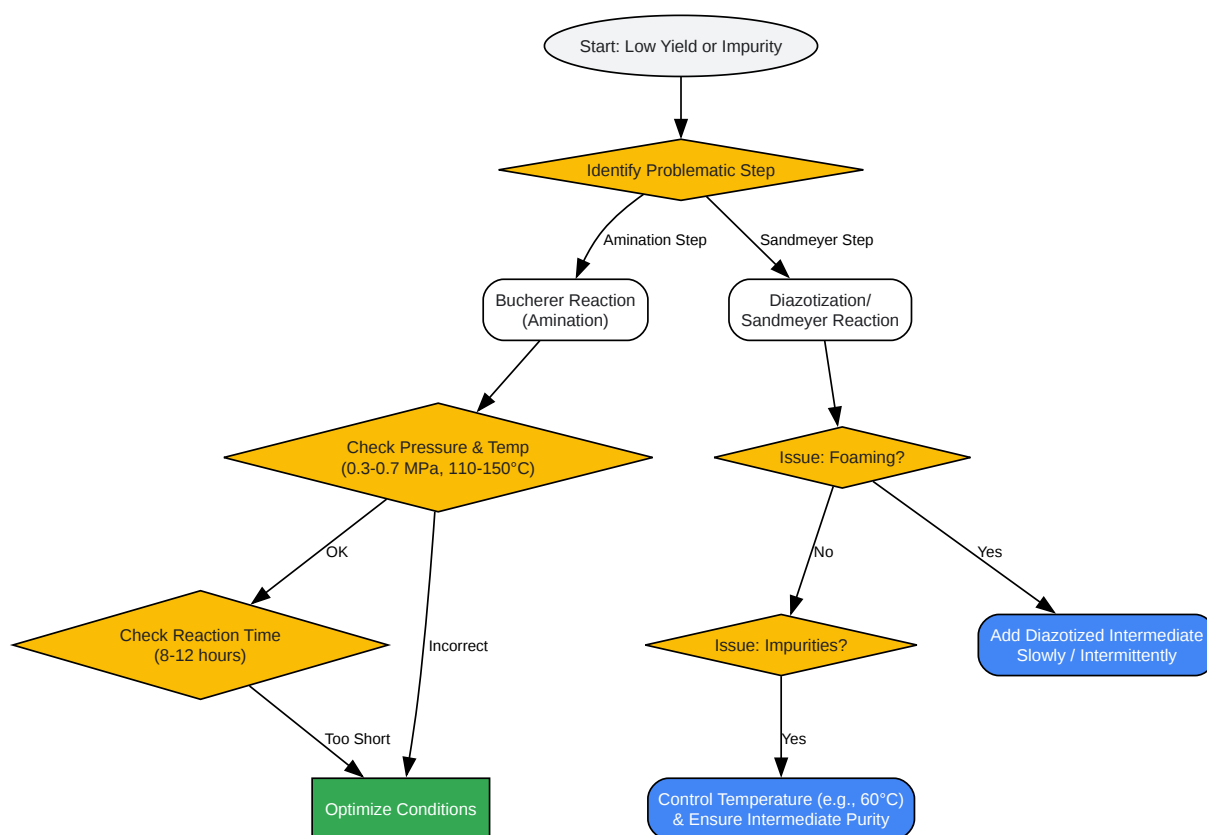 Start: Low Yield or Impurity
Identify Problematic Step
Amination Step
Sandmeyer Step
Bucherer Reaction
(Amination)
Diazotization/
Sandmeyer Reaction
Check Pressure & Temp
(0.3-0.7 MPa, 110-150°C)
Issue: Foaming?
OK
No
Yes
Check Reaction Time
(8-12 hours)
Incorrect
Issue: Impurities?
Add Diazotized Intermediate
Slowly / Intermittently
Too Short
Yes
Optimize Conditions
Control Temperature (e.g., 60°C)
& Ensure Intermediate Purity